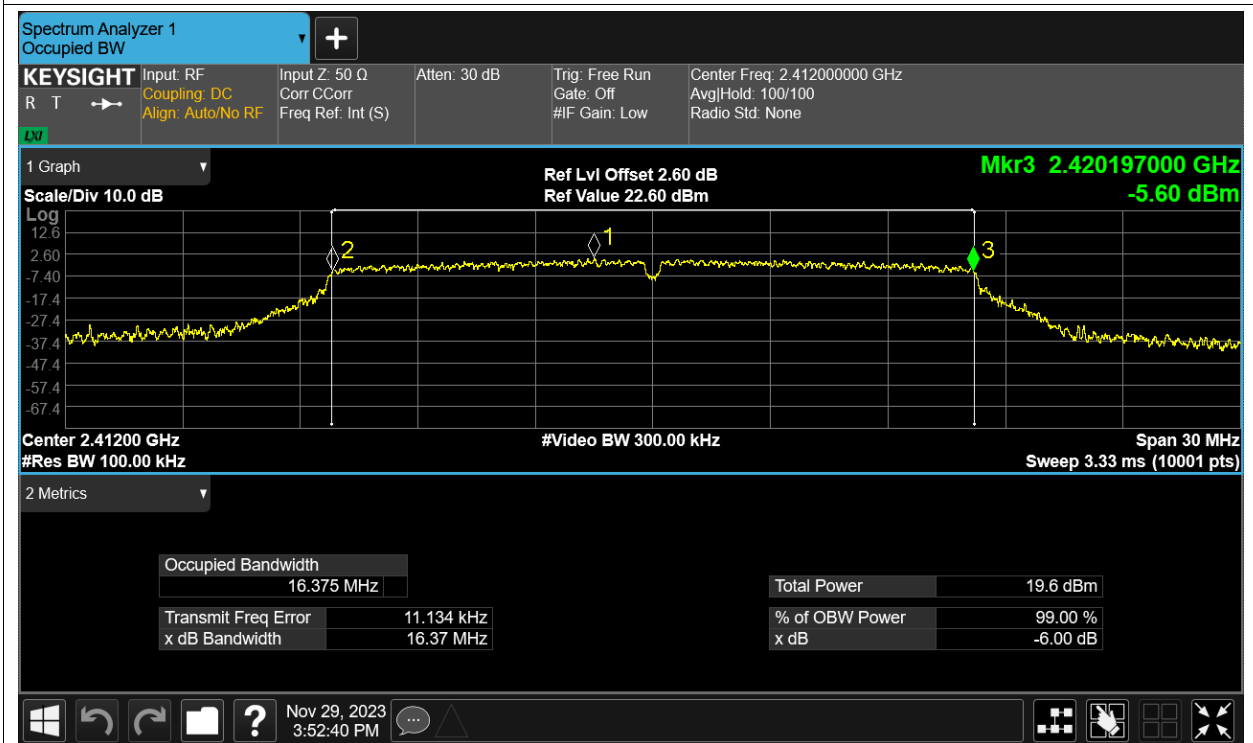 Spectrum Analyzer 1
Occupied BW
+
KEYSIGHT
R T
LXI
Input: RF
Coupling: DC
Align: Auto/No RF
Input Z: 50 Ω
Corr CCorr
Freq Ref: Int (S)
Atten: 30 dB
Trig: Free Run
Gate: Off
#IF Gain: Low
Center Freq: 2.412000000 GHz
Avg|Hold: 100/100
Radio Std: None
1 Graph
Scale/Div 10.0 dB
Ref Lvl Offset 2.60 dB
Ref Value 22.60 dBm
Mkr3 2.420197000 GHz
-5.60 dBm
Log
12.6
2.60
-7.40
-17.4
-27.4
-37.4
-47.4
-57.4
-67.4
2
1
3
Center 2.41200 GHz
#Res BW 100.00 kHz
#Video BW 300.00 kHz
Span 30 MHz
Sweep 3.33 ms (10001 pts)
2 Metrics
Occupied Bandwidth
16.375 MHz
Transmit Freq Error 11.134 kHz
x dB Bandwidth 16.37 MHz
Total Power 19.6 dBm
% of OBW Power 99.00 %
x dB -6.00 dB
?
Nov 29, 2023
3:52:40 PM